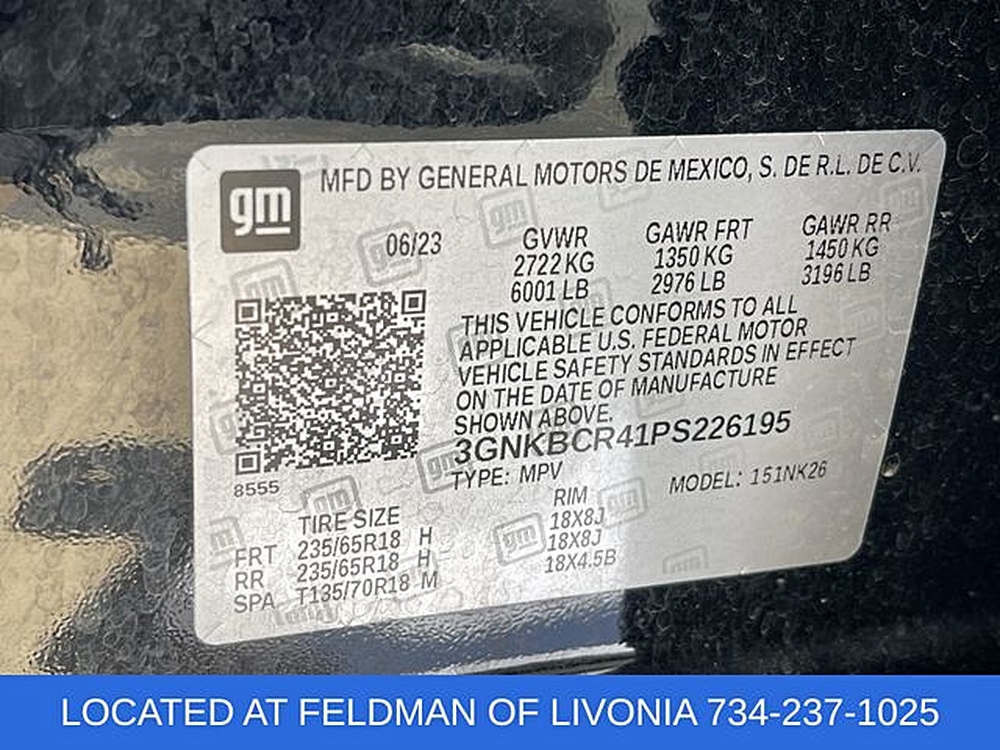 gm MFD BY GENERAL MOTORS DE MEXICO, S. DE R.L. DE C.V.
06/23
GVWR GAWR FRT GAWR RR
2722 KG 1350 KG 1450 KG
6001 LB 2976 LB 3196 LB
THIS VEHICLE CONFORMS TO ALL
APPLICABLE U.S. FEDERAL MOTOR
VEHICLE SAFETY STANDARDS IN EFFECT
ON THE DATE OF MANUFACTURE
SHOWN ABOVE.
3GNKBCR41PS226195
TYPE: MPV MODEL: 151NK26
8555
TIRE SIZE RIM
FRT 235/65R18 H 18X8J
RR 235/65R18 H 18X8J
SPA T135/70R18 M 18X4.5B
LOCATED AT FELDMAN OF LIVONIA 734-237-1025